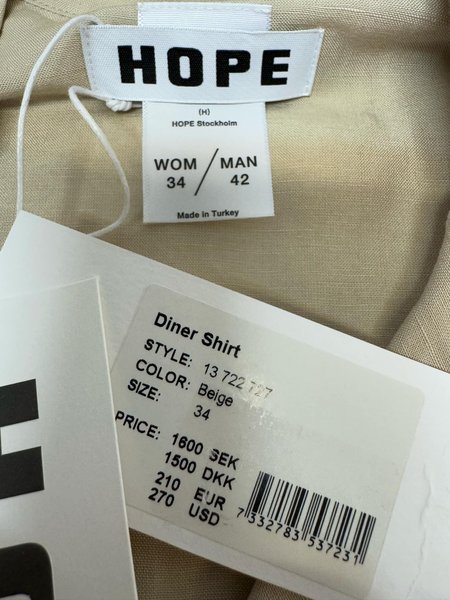 HOPE
(H)
HOPE Stockholm
WOM / MAN
34 42
Made in Turkey
Diner Shirt
STYLE: 13 722 727
COLOR: Beige
SIZE: 34
PRICE: 1600 SEK
1500 DKK
210 EUR
270 USD
7 332783 537231